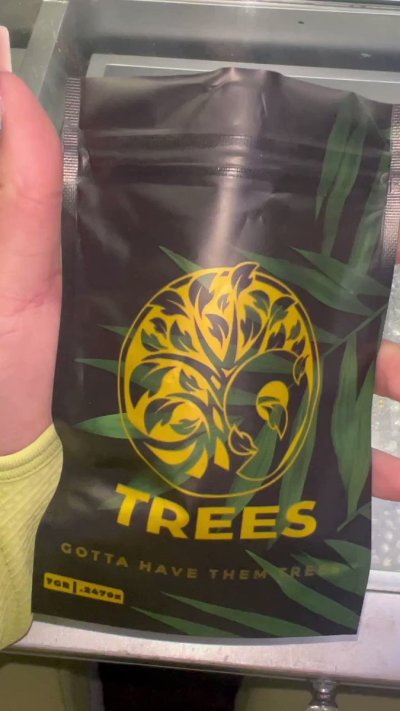 TREES
GOTTA HAVE THEM TREES
7GR | .247oz